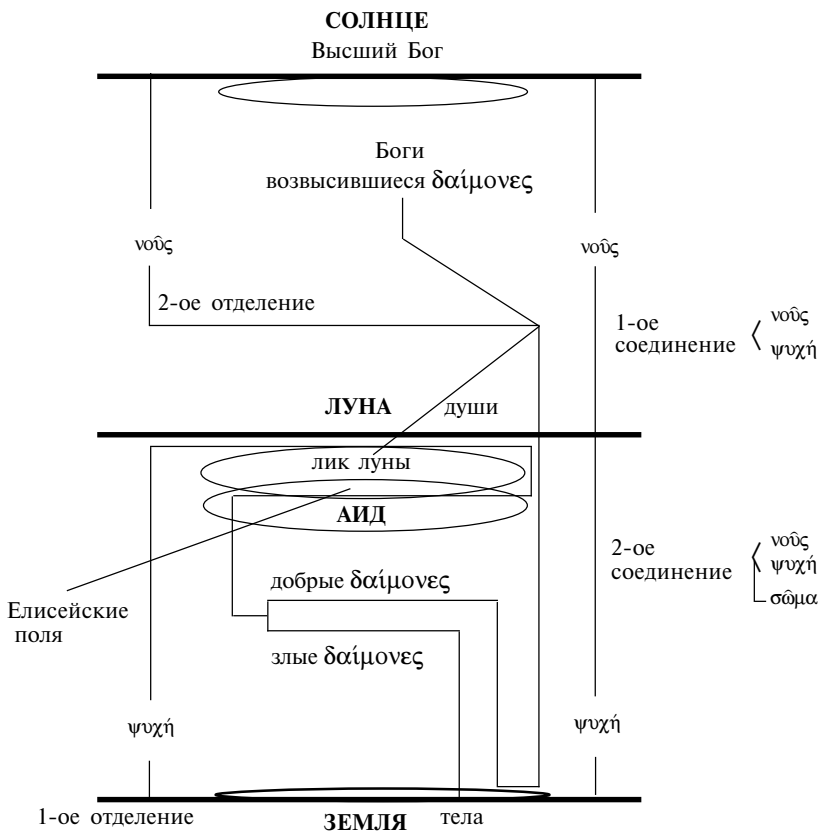 СОЛНЦЕ
Высший Бог
Боги
возвысившиеся δαίμονες
νοῦς
νοῦς
2-ое отделение
1-ое
соединение
νοῦς
ψυχή
ЛУНА
души
лик луны
АИД
2-ое
соединение
νοῦς
ψυχή
σῶμα
добрые δαίμονες
Елисейские
поля
злые δαίμονες
ψυχή
ψυχή
1-ое отделение
ЗЕМЛЯ
тела